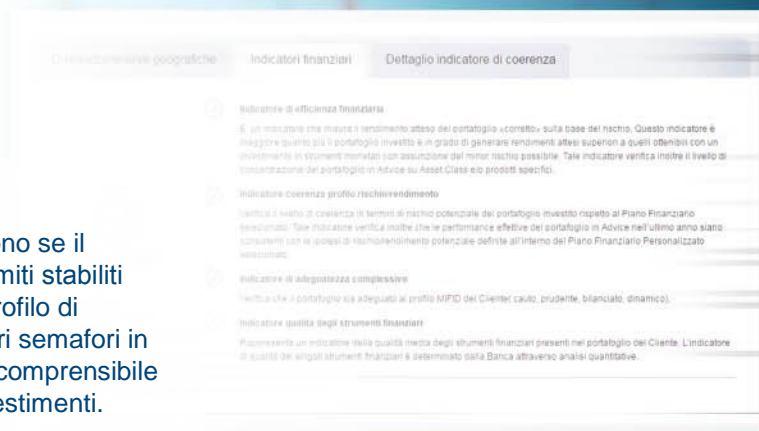 Indicatori finanziari
Dettaglio indicatore di coerenza
Indicatore di efficienza finanziaria
È un indicatore che misura il rendimento atteso del portafoglio «corretto» sulla base del rischio, Questo indicatore è
maggiore quanto più il portafoglio investito è in grado di generare rendimenti attesi superiori a quelli ottenibili con un
investimento in strumenti monetari con assunzione del minor rischio possibile. Tale indicatore verifica inoltre il livello di
concentrazione del portafoglio in Advice su Asset Class e/o prodotti specifici.
Indicatore coerenza profilo rischio/rendimento
Verifica il livello di coerenza in termini di rischio potenziale del portafoglio investito rispetto al Piano Finanziario
selezionato. Tale indicatore verifica inoltre che le performance effettive del portafoglio in Advice nell'ultimo anno siano
consistenti con le ipotesi di rischio/rendimento potenziale definite all'interno del Piano Finanziario Personalizzato
selezionato.
Indicatore di adeguatezza complessivo
Verifica che il portafoglio sia adeguato al profilo MIFID del Cliente( cauto, prudente, bilanciato, dinamico).
Indicatore qualità degli strumenti finanziari
Rappresenta un indicatore della qualità media degli strumenti finanziari presenti nel portafoglio del Cliente. L'indicatore
di qualità dei singoli strumenti finanziari è determinato dalla Banca attraverso analisi quantitative.
ono se il
miti stabiliti
rofilo di
ri semafori in
comprensibile
estimenti.